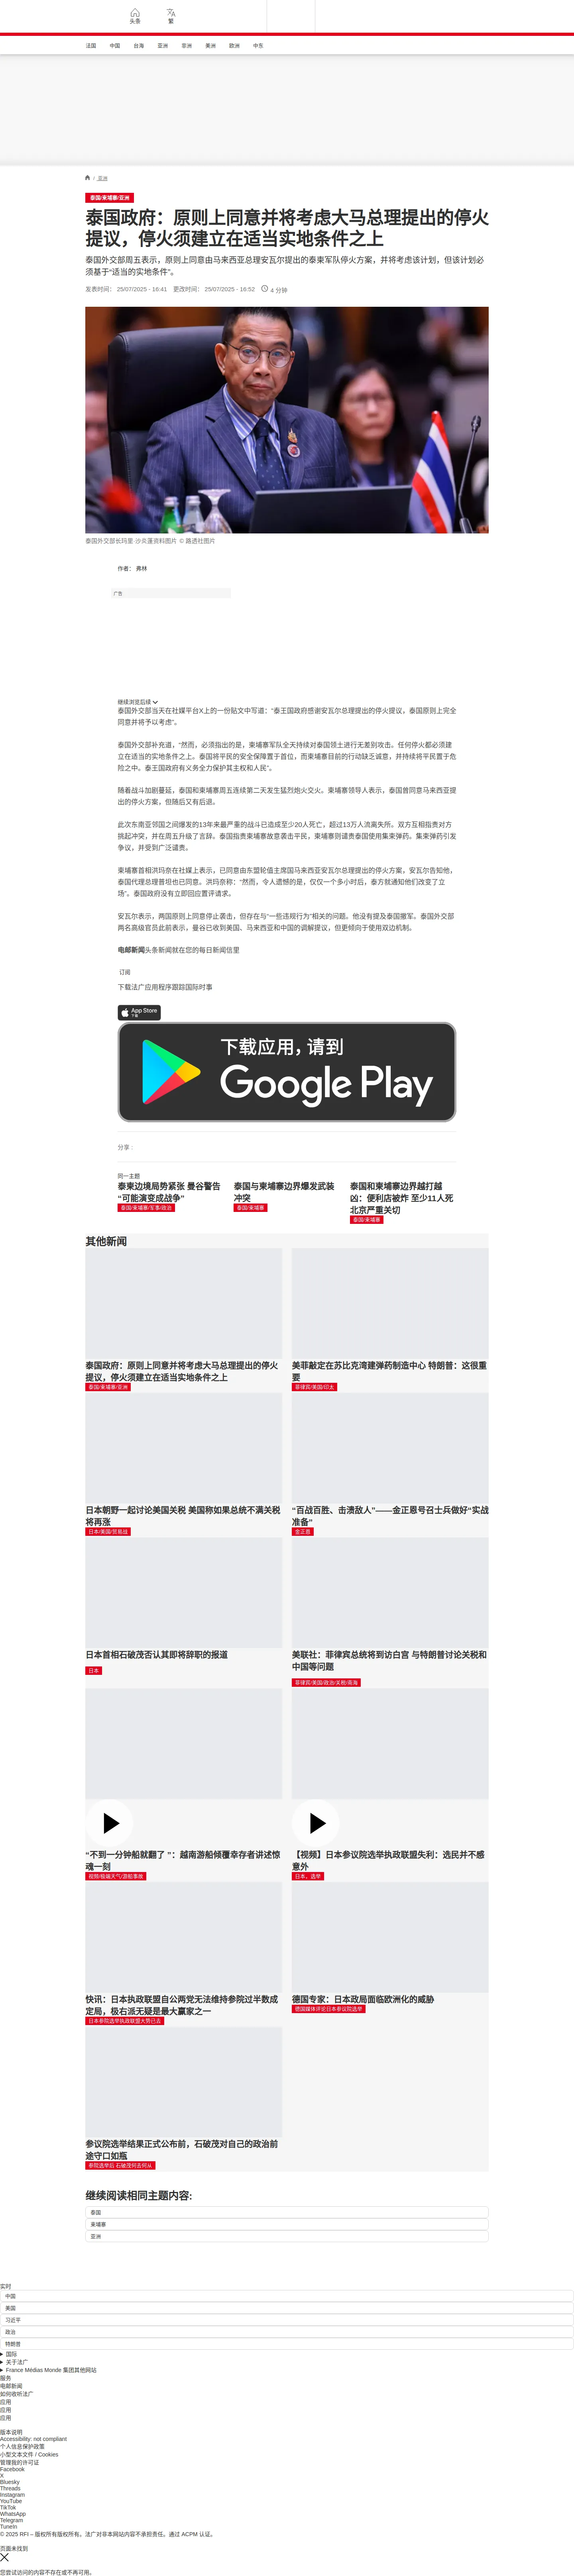 头条
繁
法国
中国
台海
亚洲
非洲
美洲
欧洲
中东
/ 亚洲
泰国/柬埔寨/亚洲
泰国政府：原则上同意并将考虑大马总理提出的停火
提议，停火须建立在适当实地条件之上
泰国外交部周五表示，原则上同意由马来西亚总理安瓦尔提出的泰柬军队停火方案，并将考虑该计划，但该计划必
须基于“适当的实地条件”。
发表时间： 25/07/2025 - 16:41 更改时间： 25/07/2025 - 16:52 4 分钟
泰国外交部长玛里 沙炎蓬资料图片 © 路透社图片
作者： 弗林
广告
继续浏览后续
泰国外交部当天在社媒平台X上的一份贴文中写道：“泰王国政府感谢安瓦尔总理提出的停火提议，泰国原则上完全
同意并将予以考虑”。
泰国外交部补充道，“然而，必须指出的是，柬埔寨军队全天持续对泰国领土进行无差别攻击。任何停火都必须建
立在适当的实地条件之上。泰国将平民的安全保障置于首位，而柬埔寨目前的行动缺乏诚意，并持续将平民置于危
险之中。泰王国政府有义务全力保护其主权和人民”。
随着战斗加剧蔓延，泰国和柬埔寨周五连续第二天发生猛烈炮火交火。柬埔寨领导人表示，泰国曾同意马来西亚提
出的停火方案，但随后又有后退。
此次东南亚邻国之间爆发的13年来最严重的战斗已造成至少20人死亡，超过13万人流离失所。双方互相指责对方
挑起冲突，并在周五升级了言辞。泰国指责柬埔寨故意袭击平民，柬埔寨则谴责泰国使用集束弹药。集束弹药引发
争议，并受到广泛谴责。
柬埔寨首相洪玛奈在社媒上表示，已同意由东盟轮值主席国马来西亚安瓦尔总理提出的停火方案，安瓦尔告知他，
泰国代理总理普坦也已同意。洪玛奈称：“然而，令人遗憾的是，仅仅一个多小时后，泰方就通知他们改变了立
场”。泰国政府没有立即回应置评请求。
安瓦尔表示，两国原则上同意停止袭击，但存在与“一些违规行为”相关的问题。他没有提及泰国撤军。泰国外交部
两名高级官员此前表示，曼谷已收到美国、马来西亚和中国的调解提议，但更倾向于使用双边机制。
电邮新闻头条新闻就在您的每日新闻信里
订阅
下载法广应用程序跟踪国际时事
App Store
下载
下载应用，请到
Google Play
分享 :
同一主题
泰柬边境局势紧张 曼谷警告
“可能演变成战争”
泰国/柬埔寨/军事/政治
泰国与柬埔寨边界爆发武装
冲突
泰国/柬埔寨
泰国和柬埔寨边界越打越
凶：便利店被炸 至少11人死
北京严重关切
泰国/柬埔寨
其他新闻
泰国政府：原则上同意并将考虑大马总理提出的停火
提议，停火须建立在适当实地条件之上
泰国/柬埔寨/亚洲
美菲敲定在苏比克湾建弹药制造中心 特朗普：这很重
要
菲律宾/美国/印太
日本朝野一起讨论美国关税 美国称如果总统不满关税
将再涨
日本/美国/贸易战
“百战百胜、击溃敌人”——金正恩号召士兵做好“实战
准备”
金正恩
日本首相石破茂否认其即将辞职的报道
日本
美联社：菲律宾总统将到访白宫 与特朗普讨论关税和
中国等问题
菲律宾/美国/政治/关税/南海
“不到一分钟船就翻了 ”：越南游船倾覆幸存者讲述惊
魂一刻
视频/极端天气/游船事故
【视频】日本参议院选举执政联盟失利：选民并不感
意外
日本，选举
快讯：日本执政联盟自公两党无法维持参院过半数成
定局，极右派无疑是最大赢家之一
日本参院选举执政联盟大势已去
德国专家：日本政局面临欧洲化的威胁
德国媒体评论日本参议院选举
参议院选举结果正式公布前，石破茂对自己的政治前
途守口如瓶
参院选举后 石破茂何去何从
继续阅读相同主题内容:
泰国
柬埔寨
亚洲
实时
中国
美国
习近平
政治
特朗普
国际
关于法广
France Médias Monde 集团其他网站
服务
电邮新闻
如何收听法广
应用
应用
应用
版本说明
Accessibility: not compliant
个人信息保护政策
小型文本文件 / Cookies
管理我的许可证
Facebook
X
Bluesky
Threads
Instagram
YouTube
TikTok
WhatsApp
Telegram
TuneIn
© 2025 RFI – 版权所有版权所有。法广对非本网站内容不承担责任。通过 ACPM 认证。
页面未找到
您尝试访问的内容不存在或不再可用。